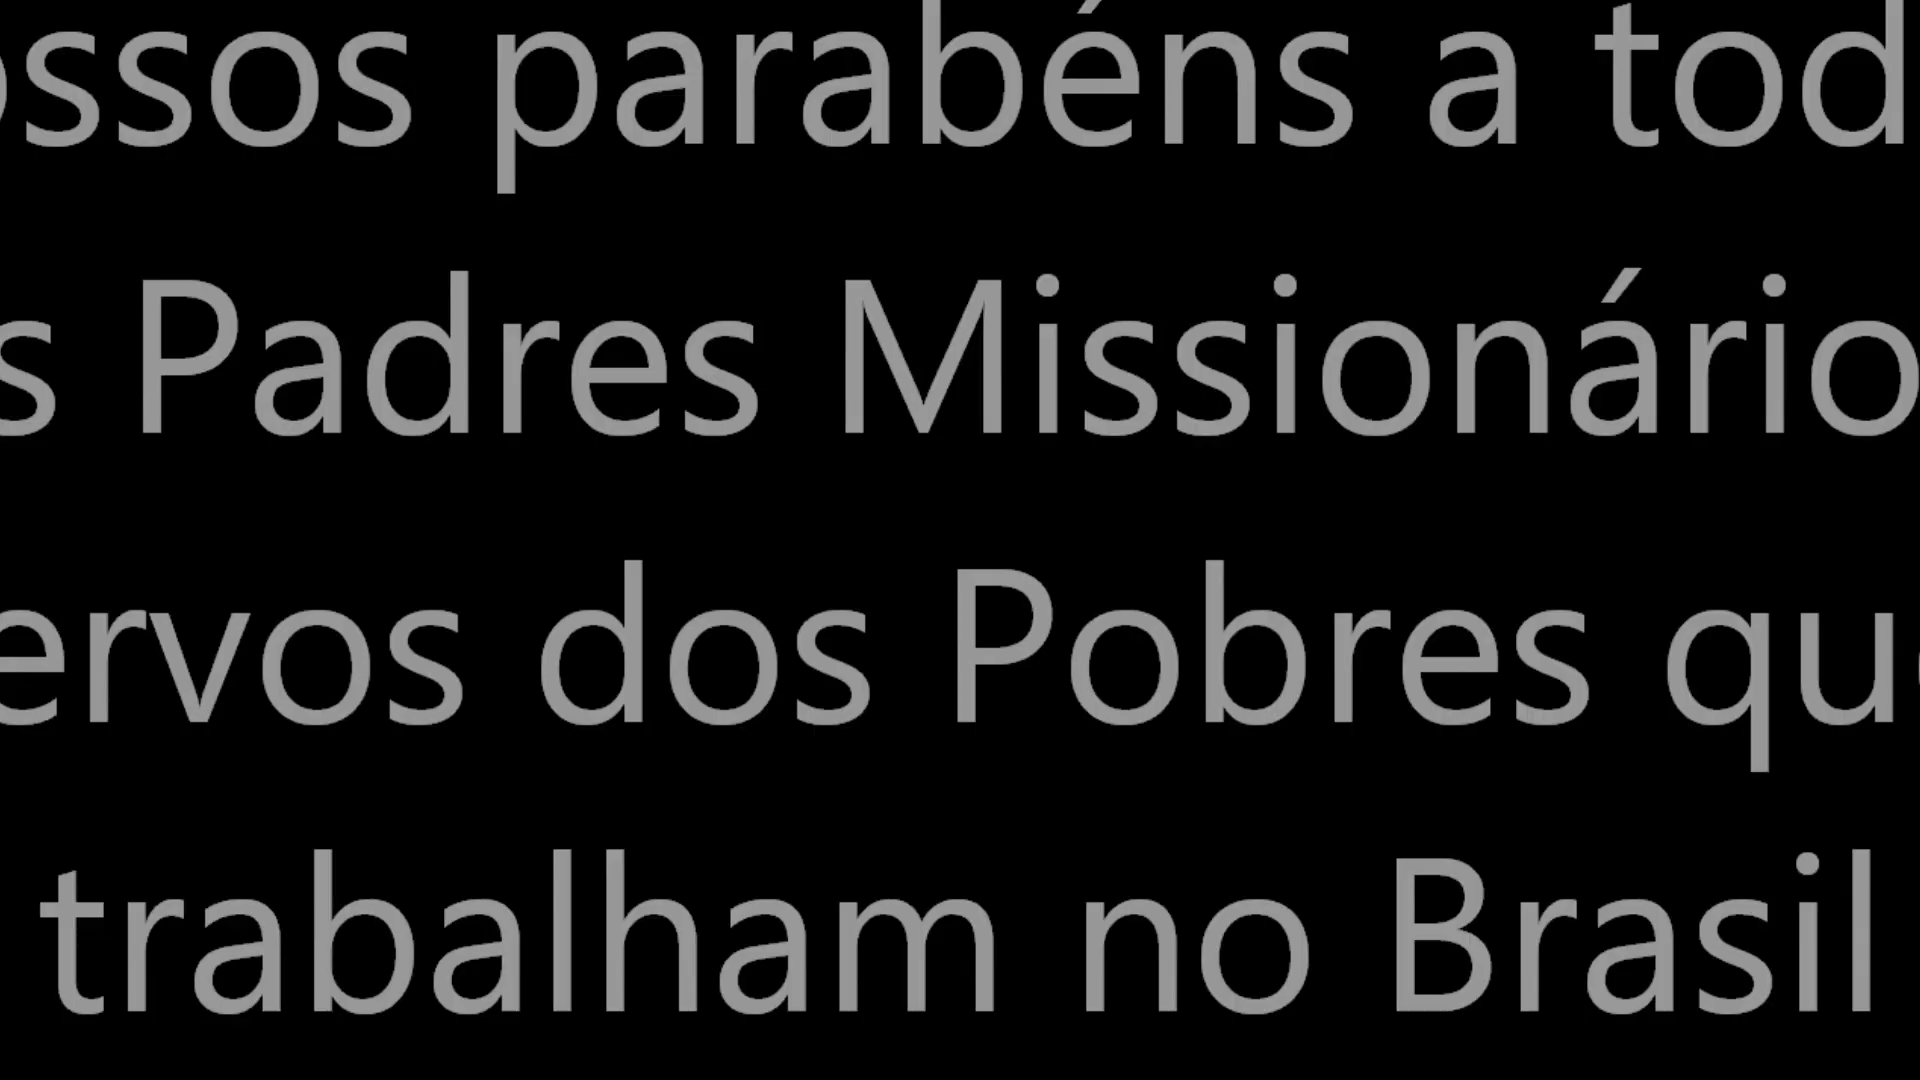 ossos parabéns a tod
s Padres Missionário
ervos dos Pobres qu
trabalham no Brasil